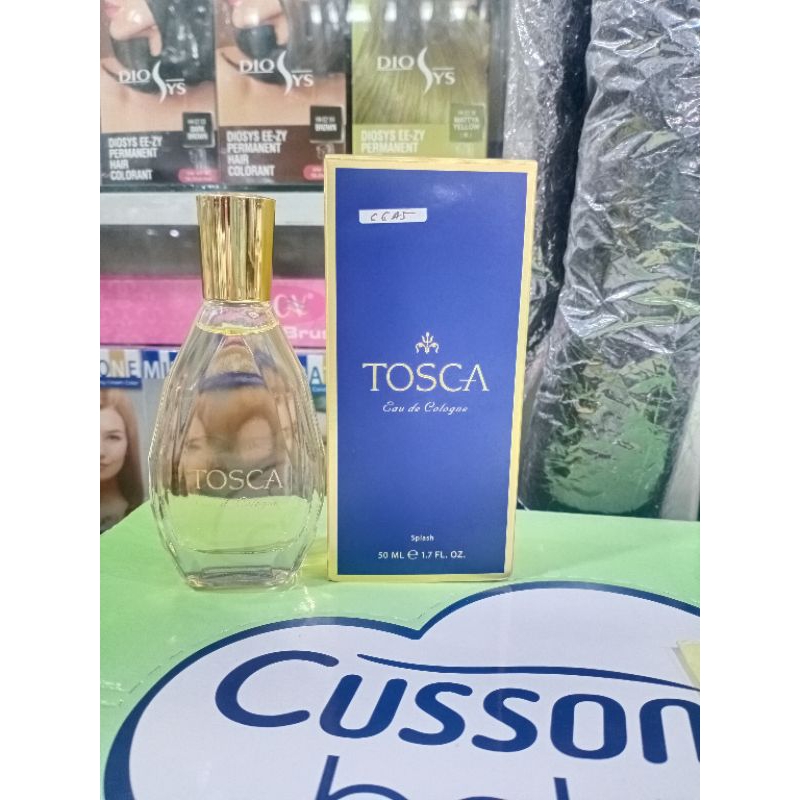 DIOSYS
DIOSYS
DIOSYS
DIOSYS EE-ZY
PERMANENT
HAIR
COLORANT
DIOSYS EE-ZY
PERMANENT
HAIR
COLORANT
DIOSYS EE-ZY
PERMANENT
TOSCA
Eau de Cologne
Splash
50 ML e 1.7 FL. OZ.
TOSCA
de Cologne
Cusson